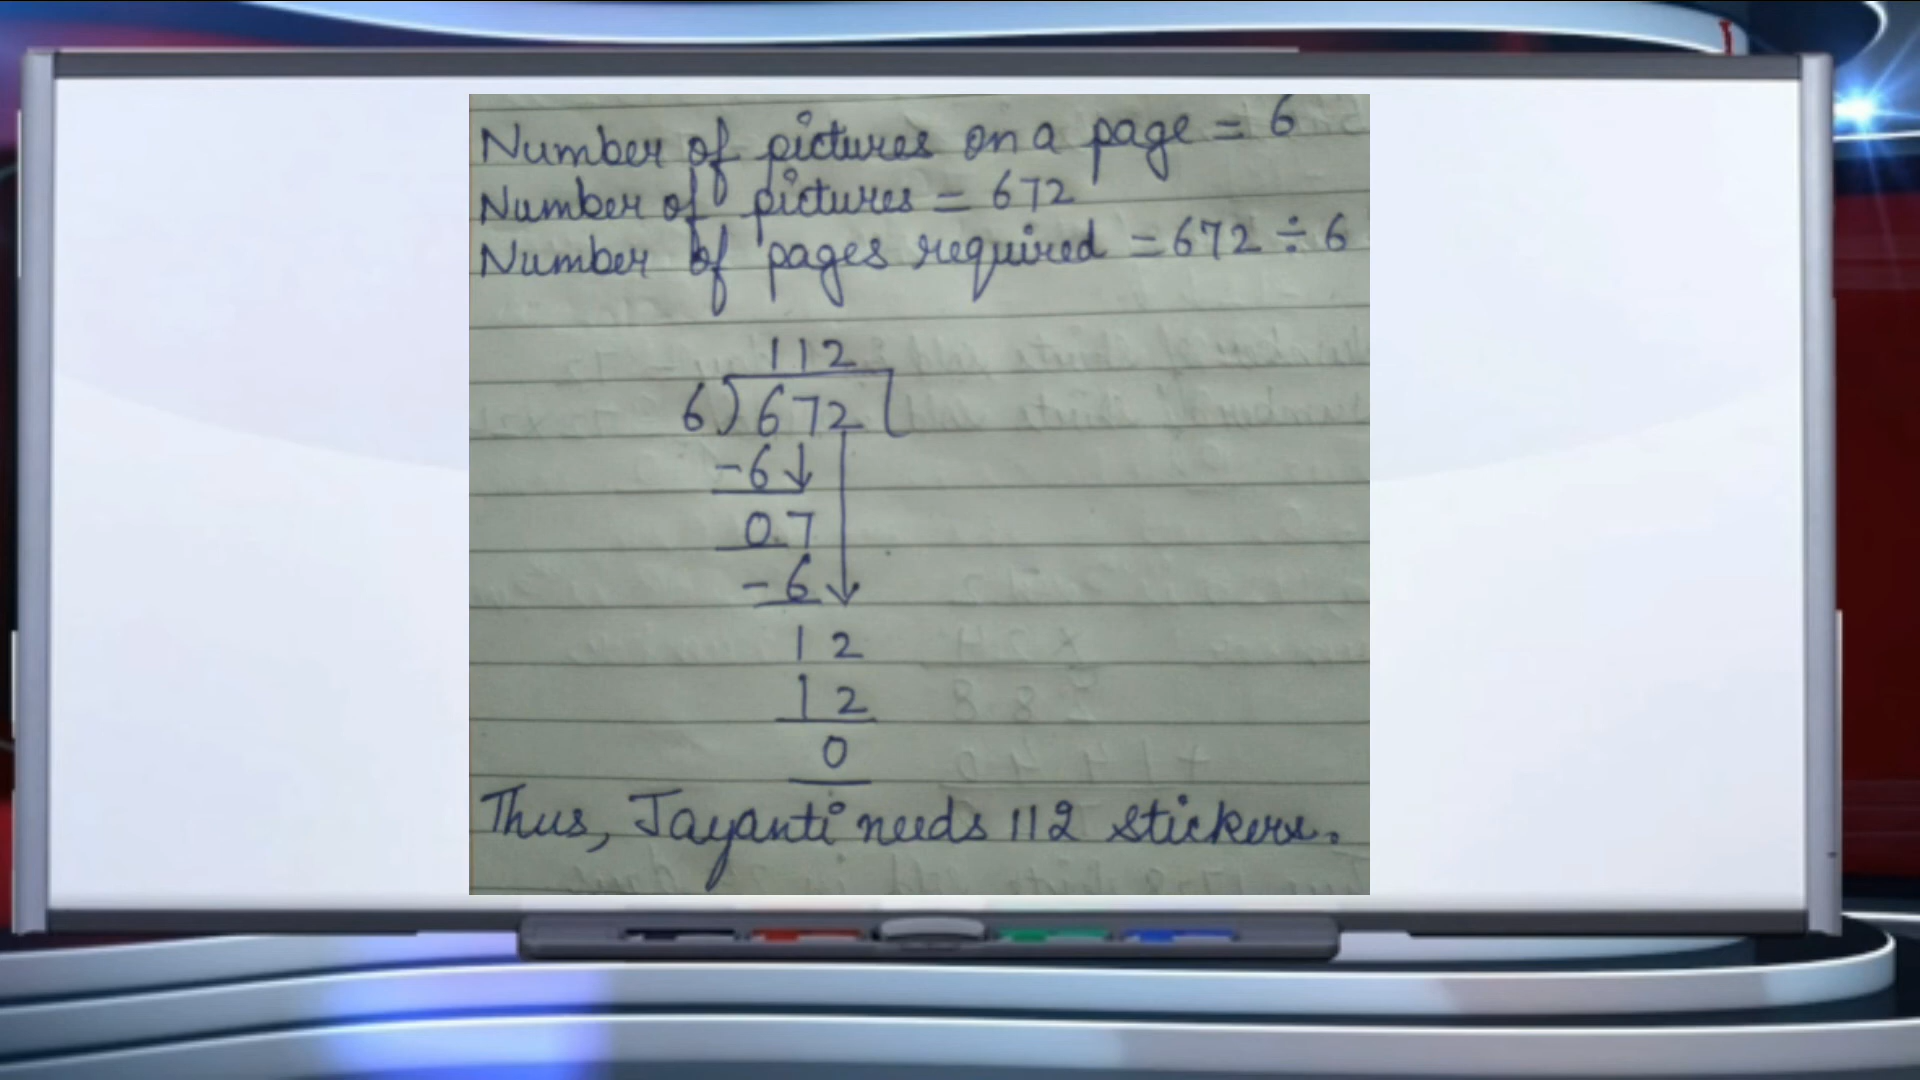 Number of pictures on a page = 6
Number of pictures = 672
Number of pages required = 672 ÷ 6
112
6)672
-6
07
-6
12
12
0
Thus, Jayanti needs 112 stickers.